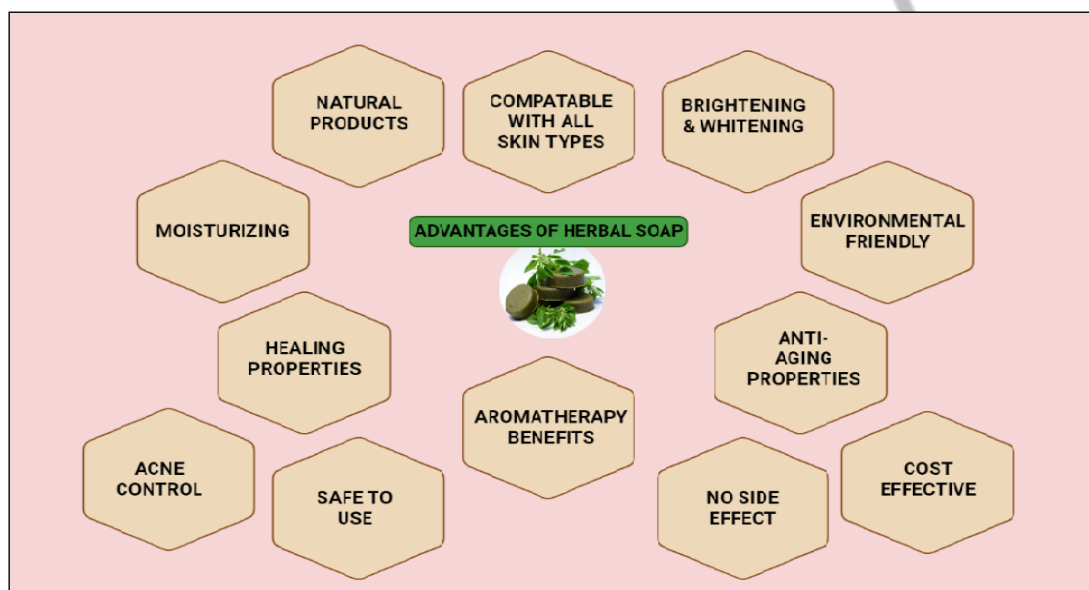 NATURAL
PRODUCTS
COMPATABLE
WITH ALL
SKIN TYPES
BRIGHTENING
& WHITENING
MOISTURIZING
ADVANTAGES OF HERBAL SOAP
ENVIRONMENTAL
FRIENDLY
HEALING
PROPERTIES
ANTI-
AGING
PROPERTIES
AROMATHERAPY
BENEFITS
ACNE
CONTROL
SAFE TO
USE
NO SIDE
EFFECT
COST
EFFECTIVE